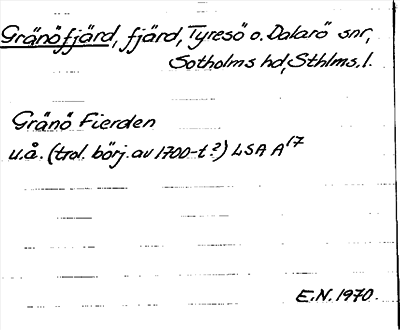 Gränöfjärd, fjärd, Tyresö o. Dalarö snr,
Sotholms hd, Sthlms. l.
Gränö Fierden
u.å. (trol. börj. av 1700-t?) LSA A¹⁷
E.N. 1970.